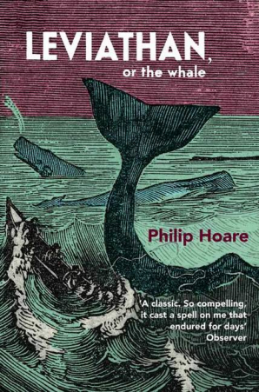 LEVIATHAN,
or the whale
Philip Hoare
'A classic. So compelling,
it cast a spell on me that
endured for days'
Observer